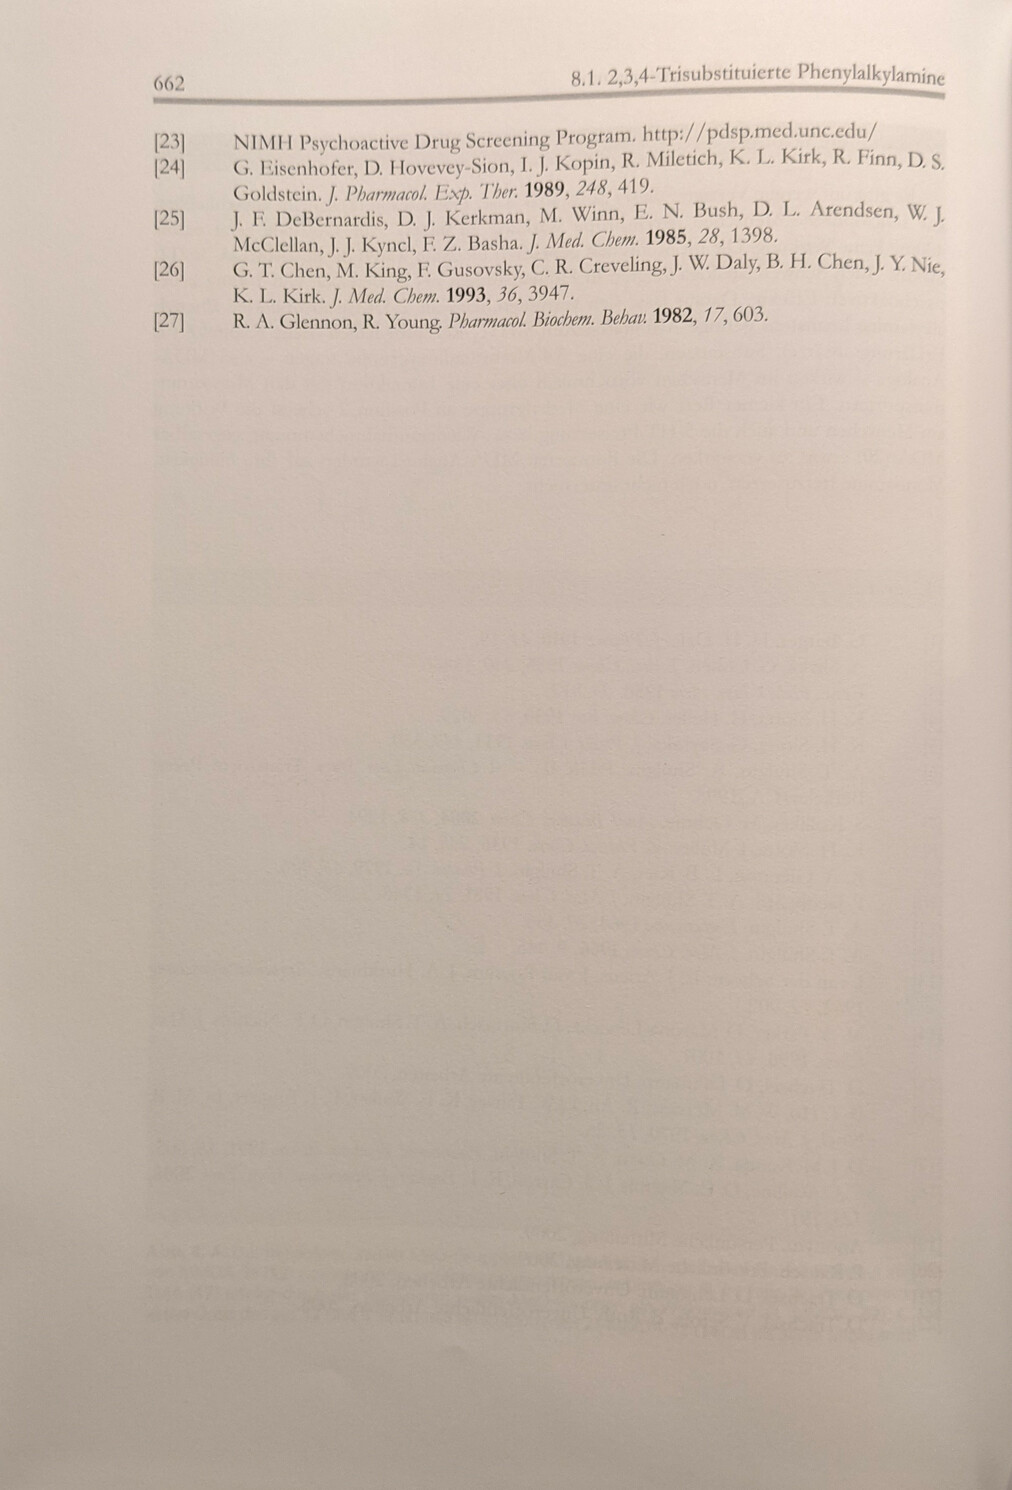 662
8.1. 2,3,4-Trisubstituierte Phenylalkylamine
[23] NIMH Psychoactive Drug Screening Program. http://pdsp.med.unc.edu/
[24] G. Eisenhofer, D. Hovevey-Sion, I. J. Kopin, R. Miletich, K. L. Kirk, R. Finn, D. S.
Goldstein. J. Pharmacol. Exp. Ther. 1989, 248, 419.
[25] J. F. DeBernardis, D. J. Kerkman, M. Winn, E. N. Bush, D. L. Arendsen, W. J.
McClellan, J. J. Kyncl, F. Z. Basha. J. Med. Chem. 1985, 28, 1398.
[26] G. T. Chen, M. King, F. Gusovsky, C. R. Creveling, J. W. Daly, B. H. Chen, J. Y. Nie,
K. L. Kirk. J. Med. Chem. 1993, 36, 3947.
[27] R. A. Glennon, R. Young. Pharmacol. Biochem. Behav. 1982, 17, 603.